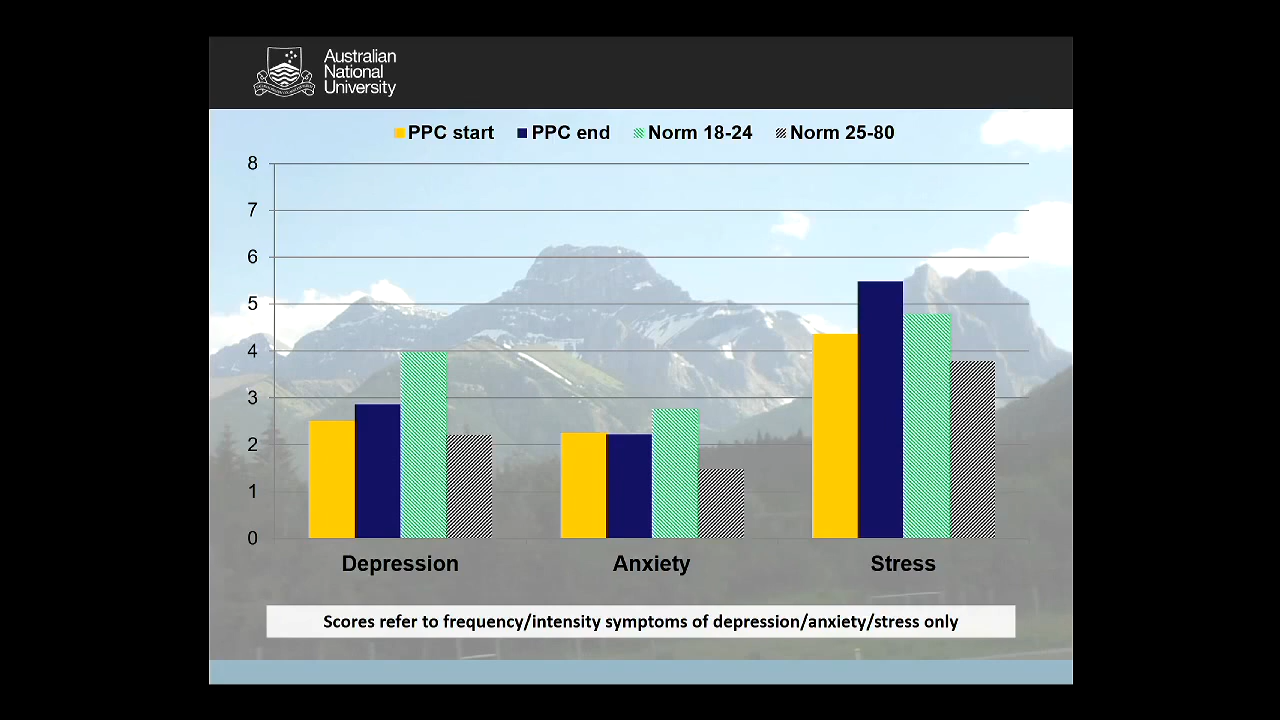 Australian
National
University
PPC start PPC end Norm 18-24 Norm 25-80
8
7
6
5
4
3
2
1
0
Depression Anxiety Stress
Scores refer to frequency/intensity symptoms of depression/anxiety/stress only